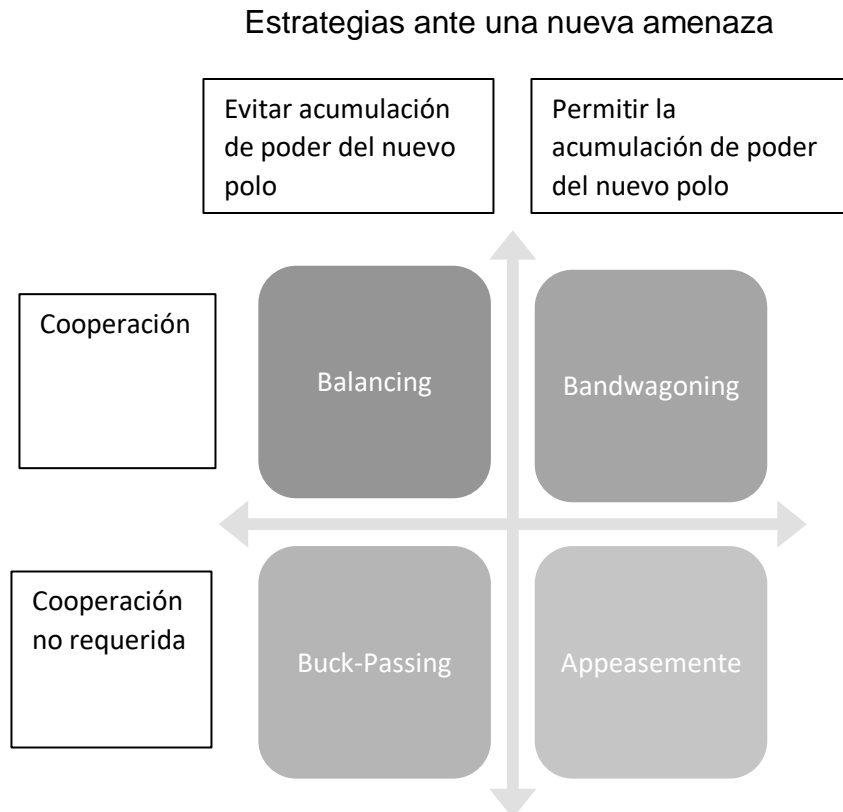 Estrategias ante una nueva amenaza
Evitar acumulación
de poder del nuevo
polo
Permitir la
acumulación de poder
del nuevo polo
Cooperación
Balancing
Bandwagoning
Cooperación
no requerida
Buck-Passing
Appeasemente